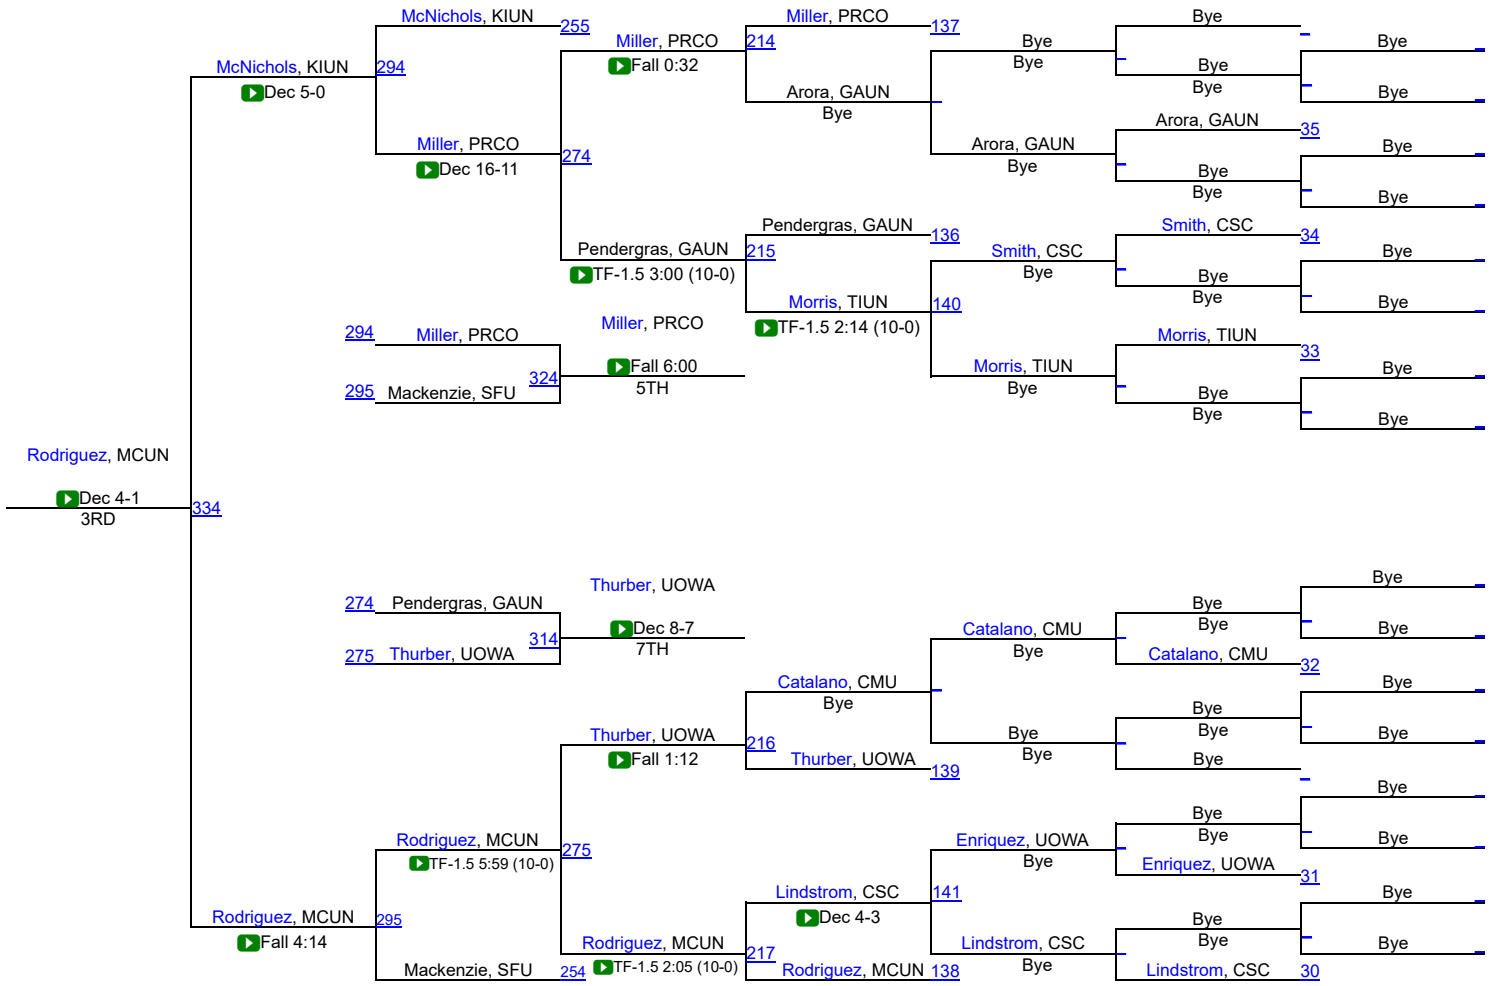 McNichols, KIUN
255
Miller, PRCO
137
Bye
Miller, PRCO
214
Bye
Bye
Bye
Fall 0:32
McNichols, KIUN
294
Bye
Bye
Dec 5-0
Arora, GAUN
Bye
Bye
Arora, GAUN
35
Miller, PRCO
274
Arora, GAUN
Bye
Bye
Dec 16-11
Bye
Bye
Bye
Pendergras, GAUN
136
Smith, CSC
34
Pendergras, GAUN
215
Smith, CSC
Bye
Bye
TF-1.5 3:00 (10-0)
Bye
Bye
Morris, TIUN
140
Bye
294
Miller, PRCO
Miller, PRCO
TF-1.5 2:14 (10-0)
Morris, TIUN
33
Fall 6:00
Morris, TIUN
Bye
324
5TH
Bye
295
Mackenzie, SFU
Bye
Bye
Bye
Rodriguez, MCUN
Dec 4-1
334
3RD
Thurber, UOWA
Bye
274
Pendergras, GAUN
Bye
Bye
Dec 8-7
Catalano, CMU
Bye
314
7TH
Bye
275
Thurber, UOWA
Catalano, CMU
32
Catalano, CMU
Bye
Bye
Bye
Bye
Thurber, UOWA
216
Bye
Bye
Bye
Fall 1:12
Thurber, UOWA
139
Bye
Bye
Bye
Rodriguez, MCUN
275
Enriquez, UOWA
Bye
Bye
TF-1.5 5:59 (10-0)
Bye
Enriquez, UOWA
31
Lindstrom, CSC
141
Bye
Rodriguez, MCUN
295
Dec 4-3
Bye
Fall 4:14
Rodriguez, MCUN
217
Lindstrom, CSC
Bye
Bye
Mackenzie, SFU
254
TF-1.5 2:05 (10-0)
Rodriguez, MCUN
138
Bye
Lindstrom, CSC
30